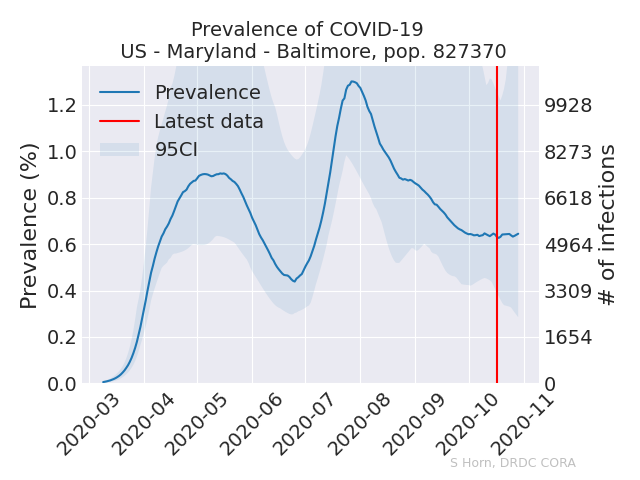 Prevalence of COVID-19
US - Maryland - Baltimore, pop. 827370
Prevalence
Latest data
95CI
Prevalence (%)
1.2
1.0
0.8
0.6
0.4
0.2
0.0
9928
8273
6618
4964
3309
1654
0
# of infections
2020-03
2020-04
2020-05
2020-06
2020-07
2020-08
2020-09
2020-10
2020-11
S Horn, DRDC CORA